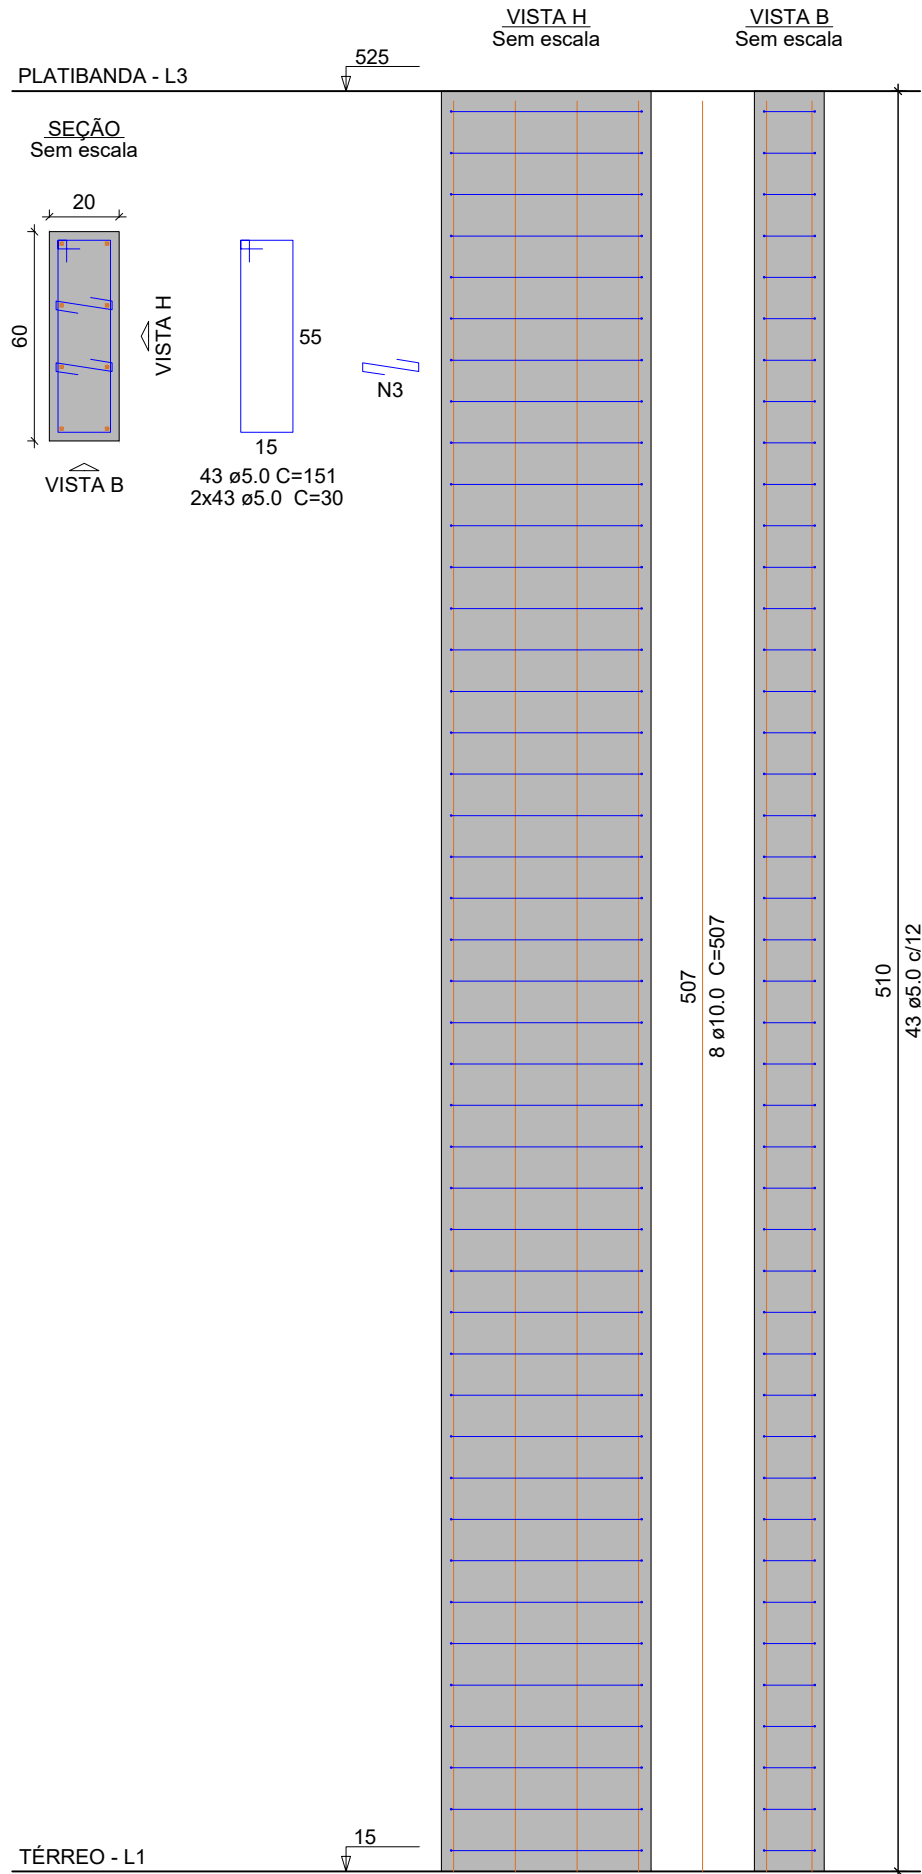 VISTA H
Sem escala
VISTA B
Sem escala
525
PLATIBANDA - L3
SEÇÃO
Sem escala
20
60
VISTA H
VISTA B
55
15
N3
43 ø5.0 C=151
2x43 ø5.0 C=30
507
8 ø10.0 C=507
510
43 ø5.0 c/12
15
TÉRREO - L1